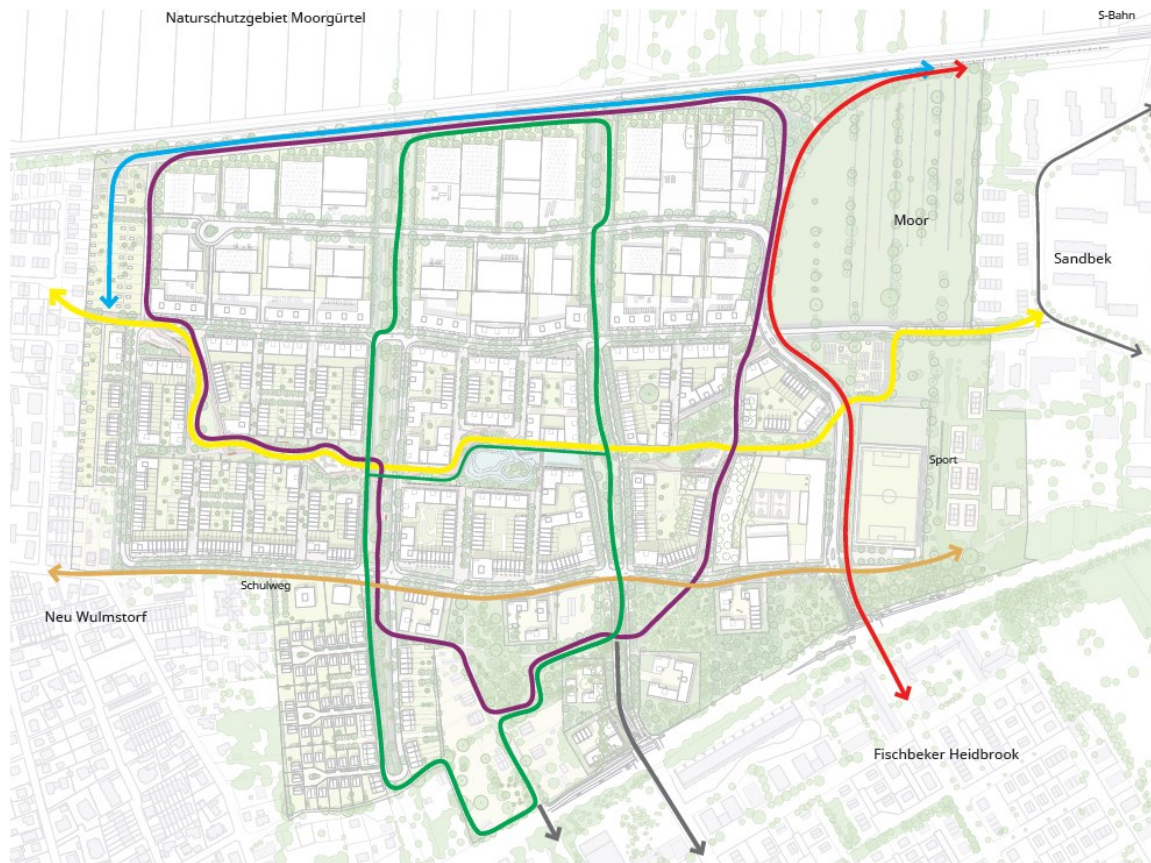 Naturschutzgebiet Moorgürtel
S-Bahn
Moor
Sandbek
Sport
Schulweg
Neu Wulmstorf
Fischbeker Heidbrook